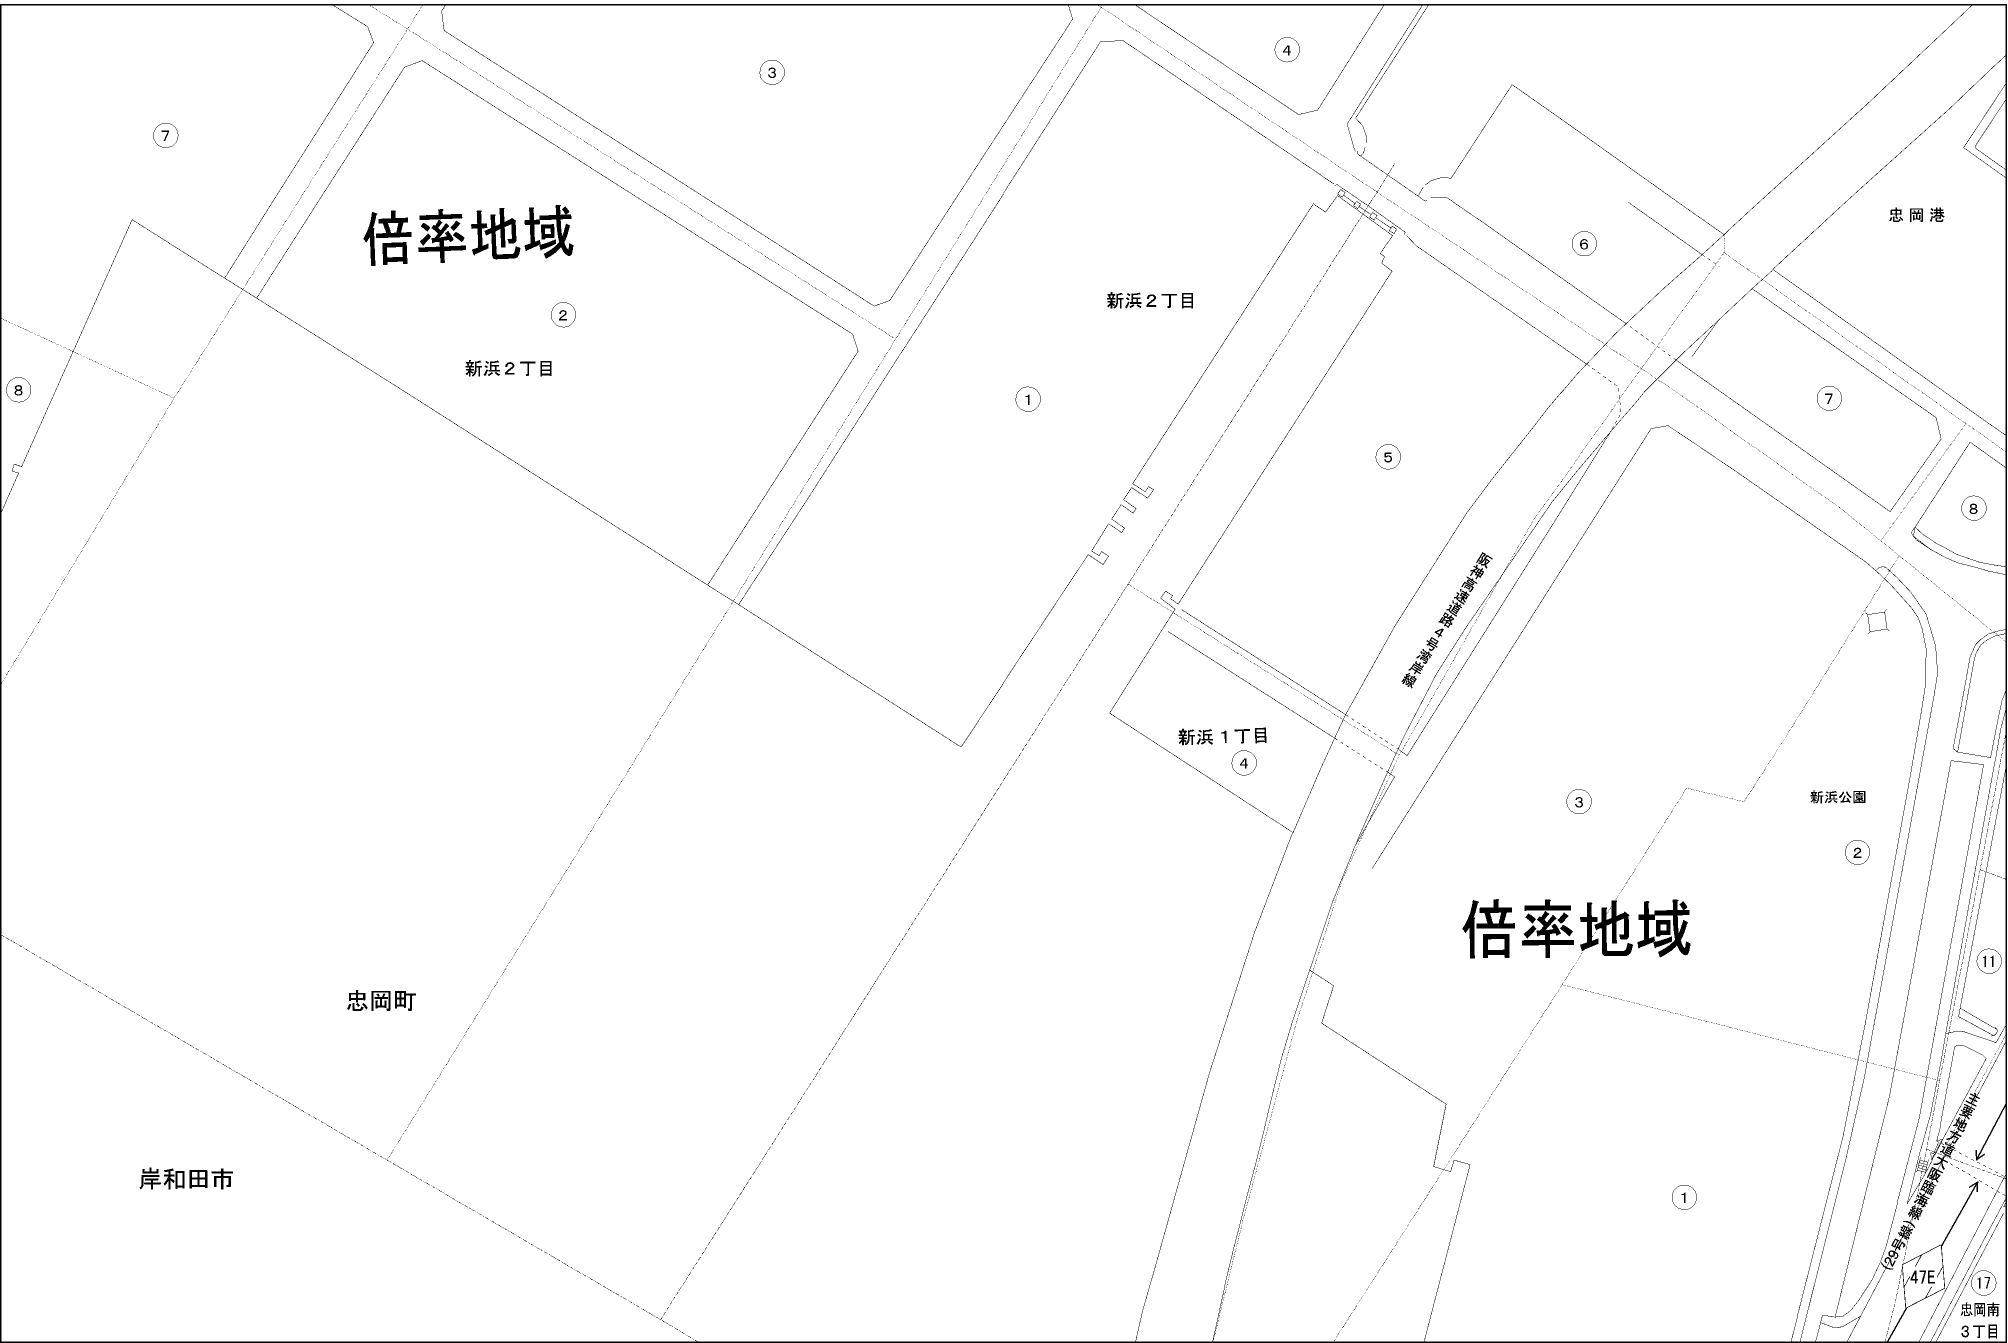 ④
③
⑦
忠岡港
倍率地域
⑥
新浜２丁目
②
新浜２丁目
⑧
①
⑦
⑤
⑧
阪神高速道路４号湾岸線
新浜１丁目
④
新浜公園
③
②
倍率地域
⑪
忠岡町
主要地方道大阪臨海線
(29号線)
岸和田市
①
47E
⑰
忠岡南
３丁目